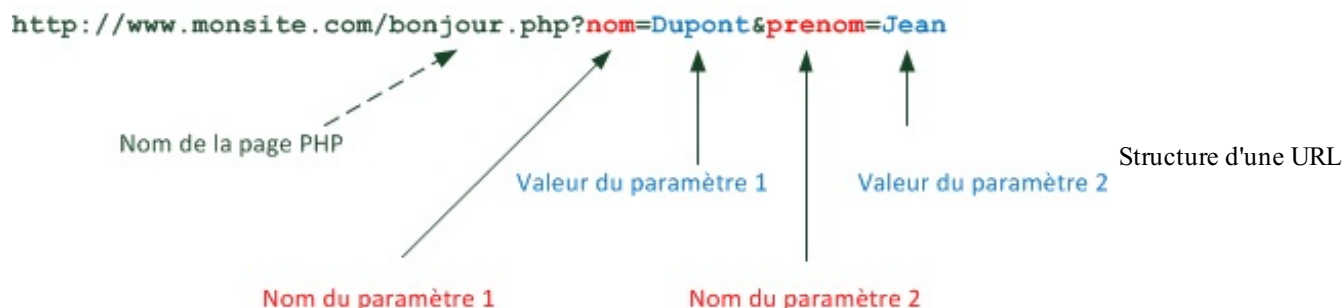 http://www.monsite.com/bonjour.php?nom=Dupont&prenom=Jean
Nom de la page PHP
Structure d'une URL
Valeur du paramètre 1
Valeur du paramètre 2
Nom du paramètre 1
Nom du paramètre 2